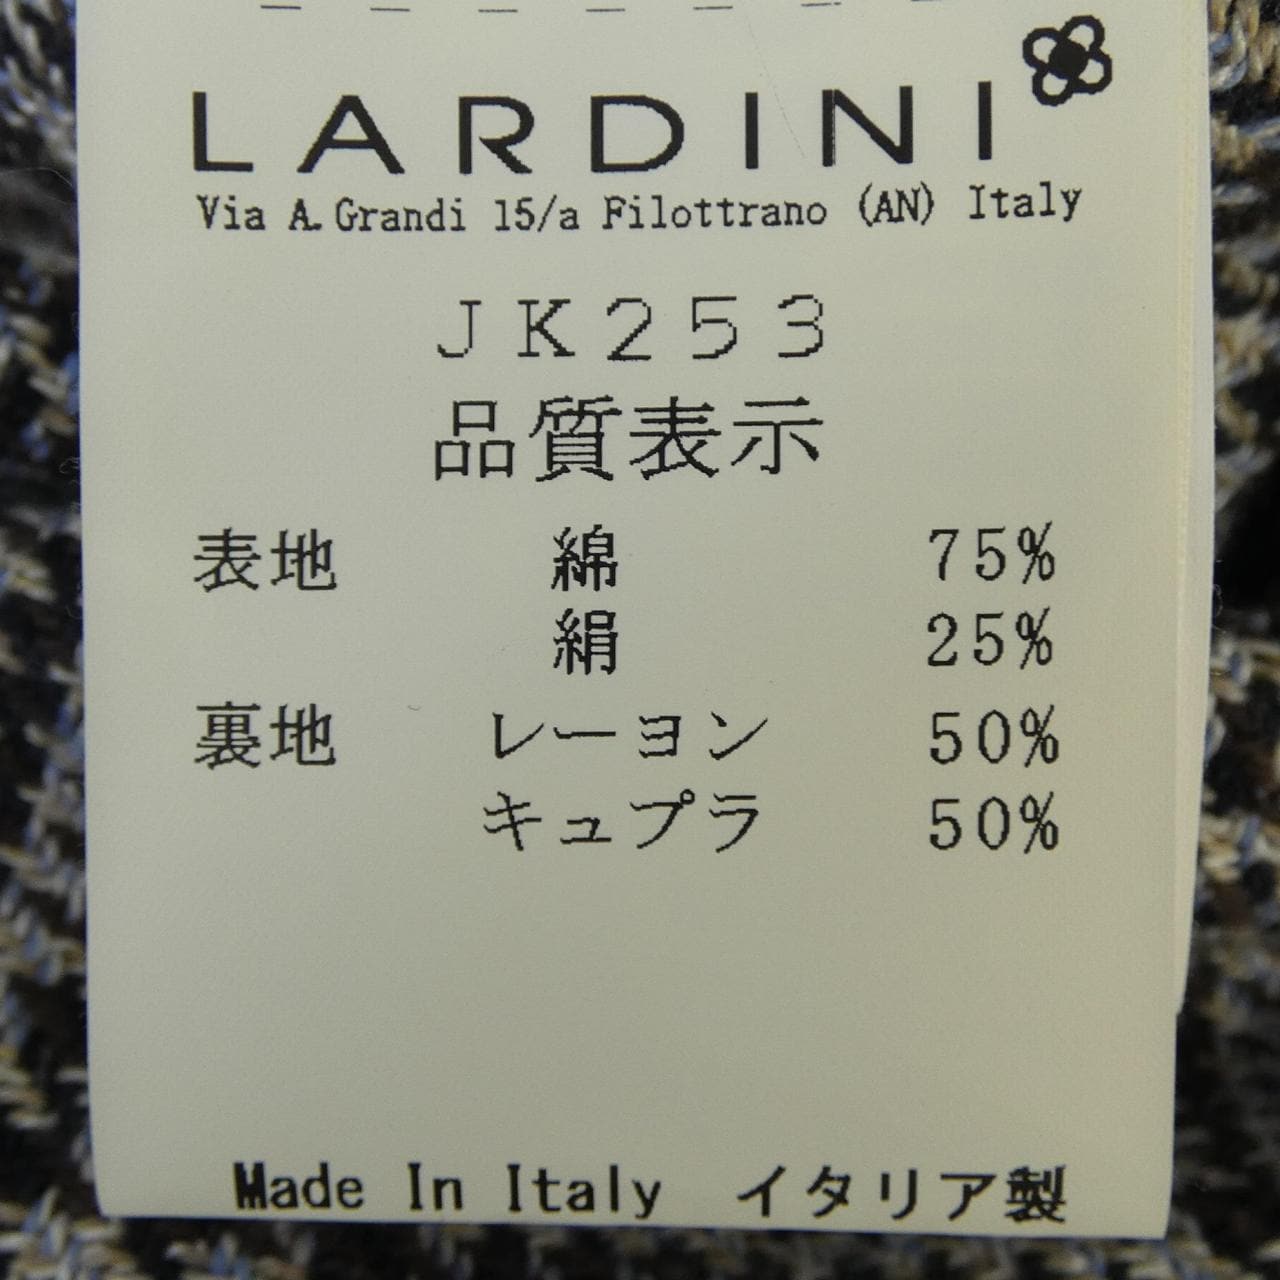 LARDINI
Via A. Grandi 15/a Filottrano (AN) Italy
JK253
品質表示
表地 綿 75%
絹 25%
裏地 レーヨン 50%
キュプラ 50%
Made In Italy イタリア製